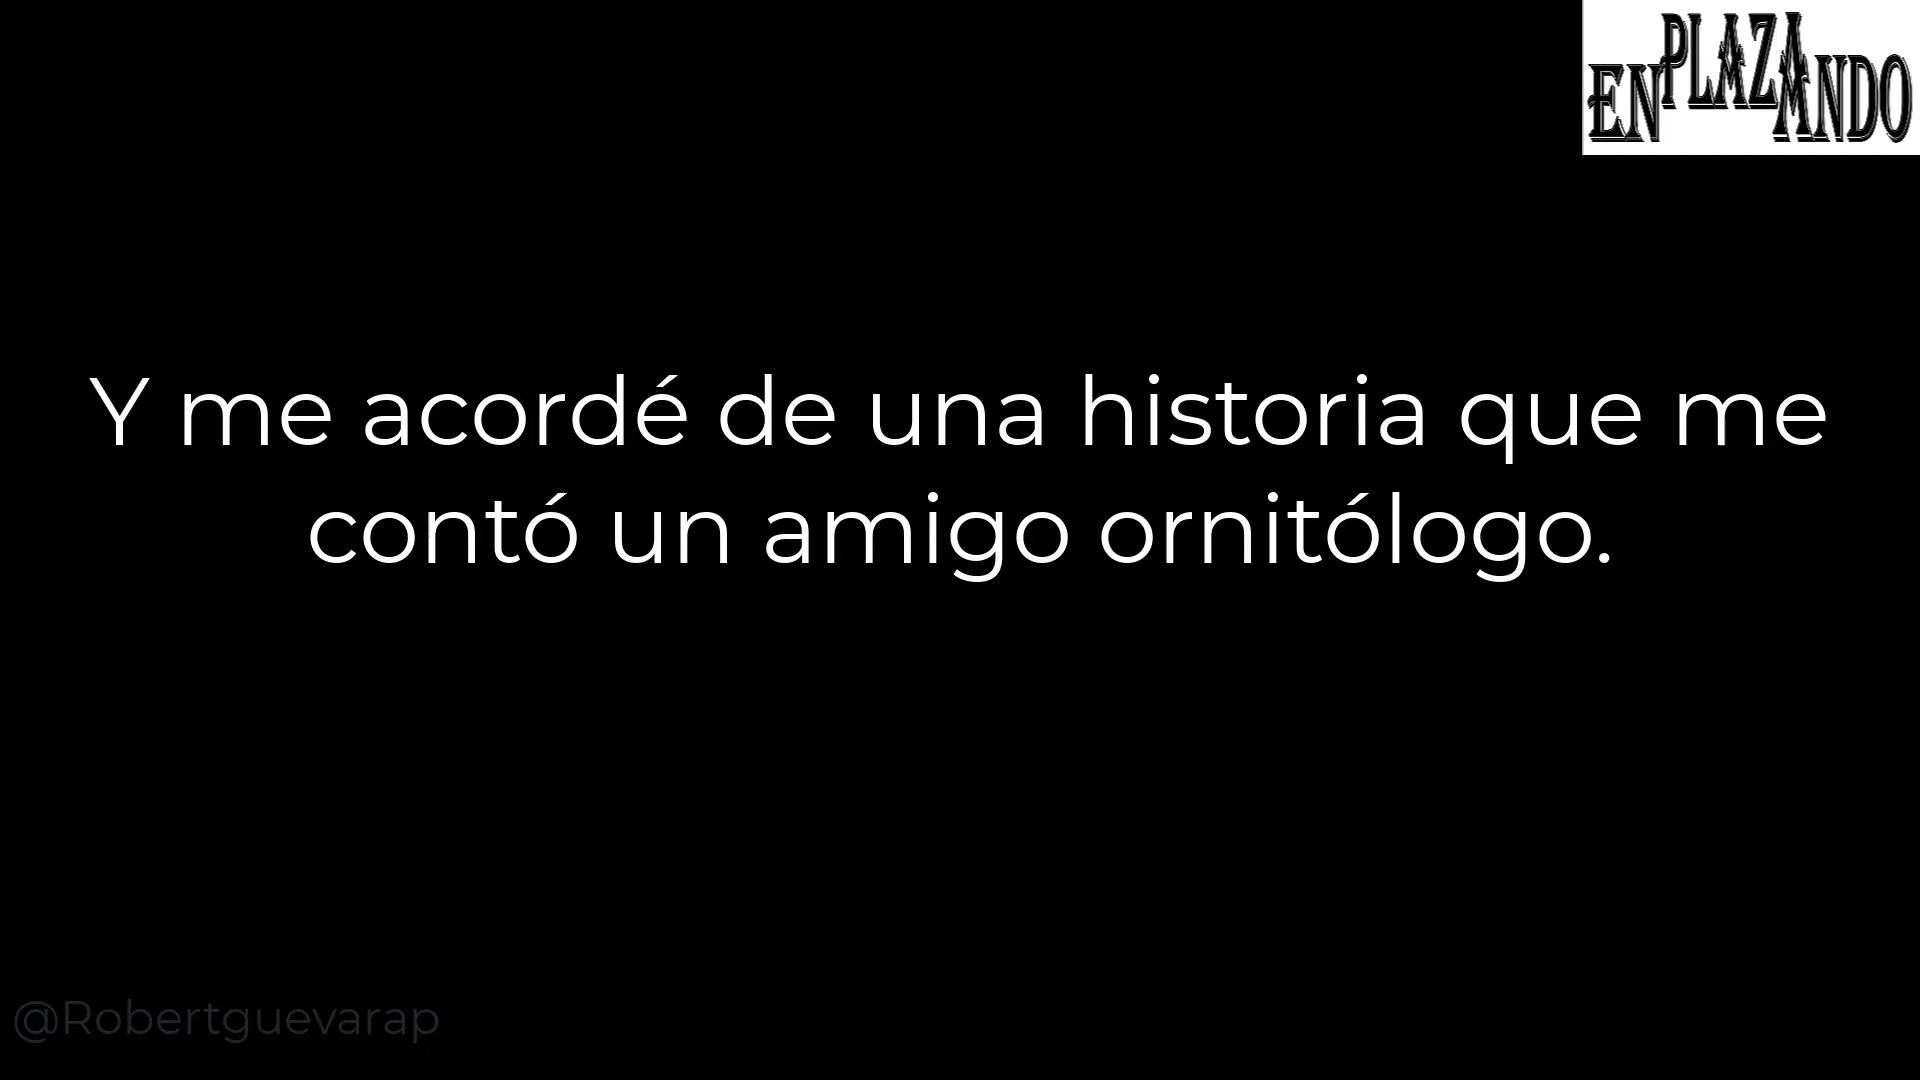 ENPLAZANDO
Y me acordé de una historia que me
contó un amigo ornitólogo.
@Robertguevarap